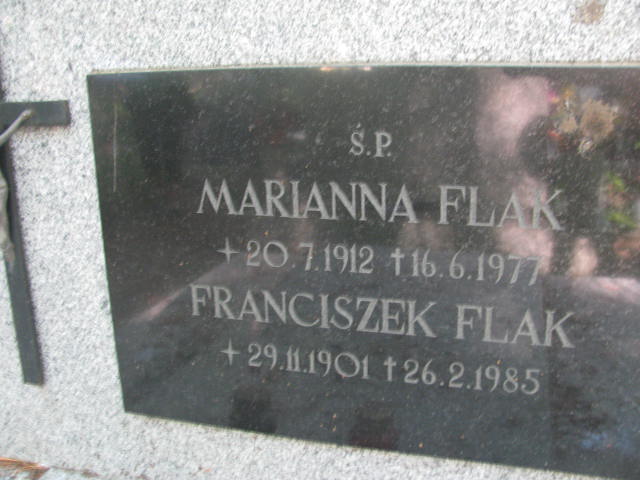 Ś.P.
MARIANNA FLAK
+ 20.7.1912 † 16.6.1977
FRANCISZEK FLAK
+ 29.11.1901 † 26.2.1985